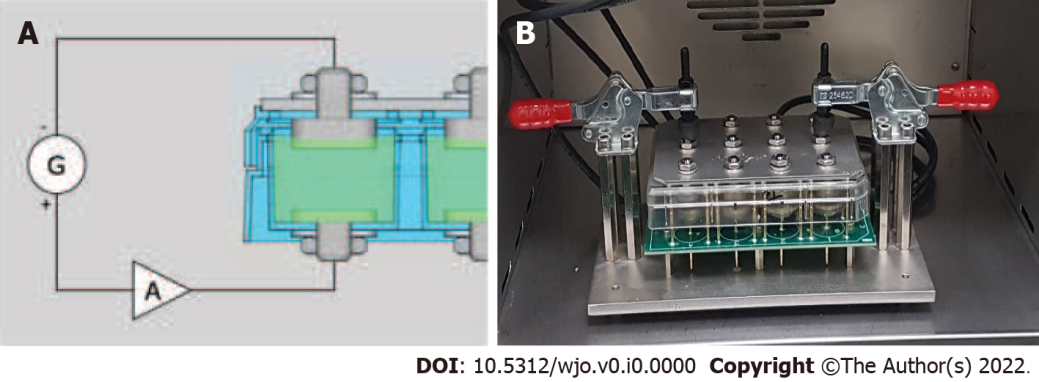 A
B
-
G
+
A
DOI: 10.5312/wjo.v0.i0.0000 Copyright ©The Author(s) 2022.